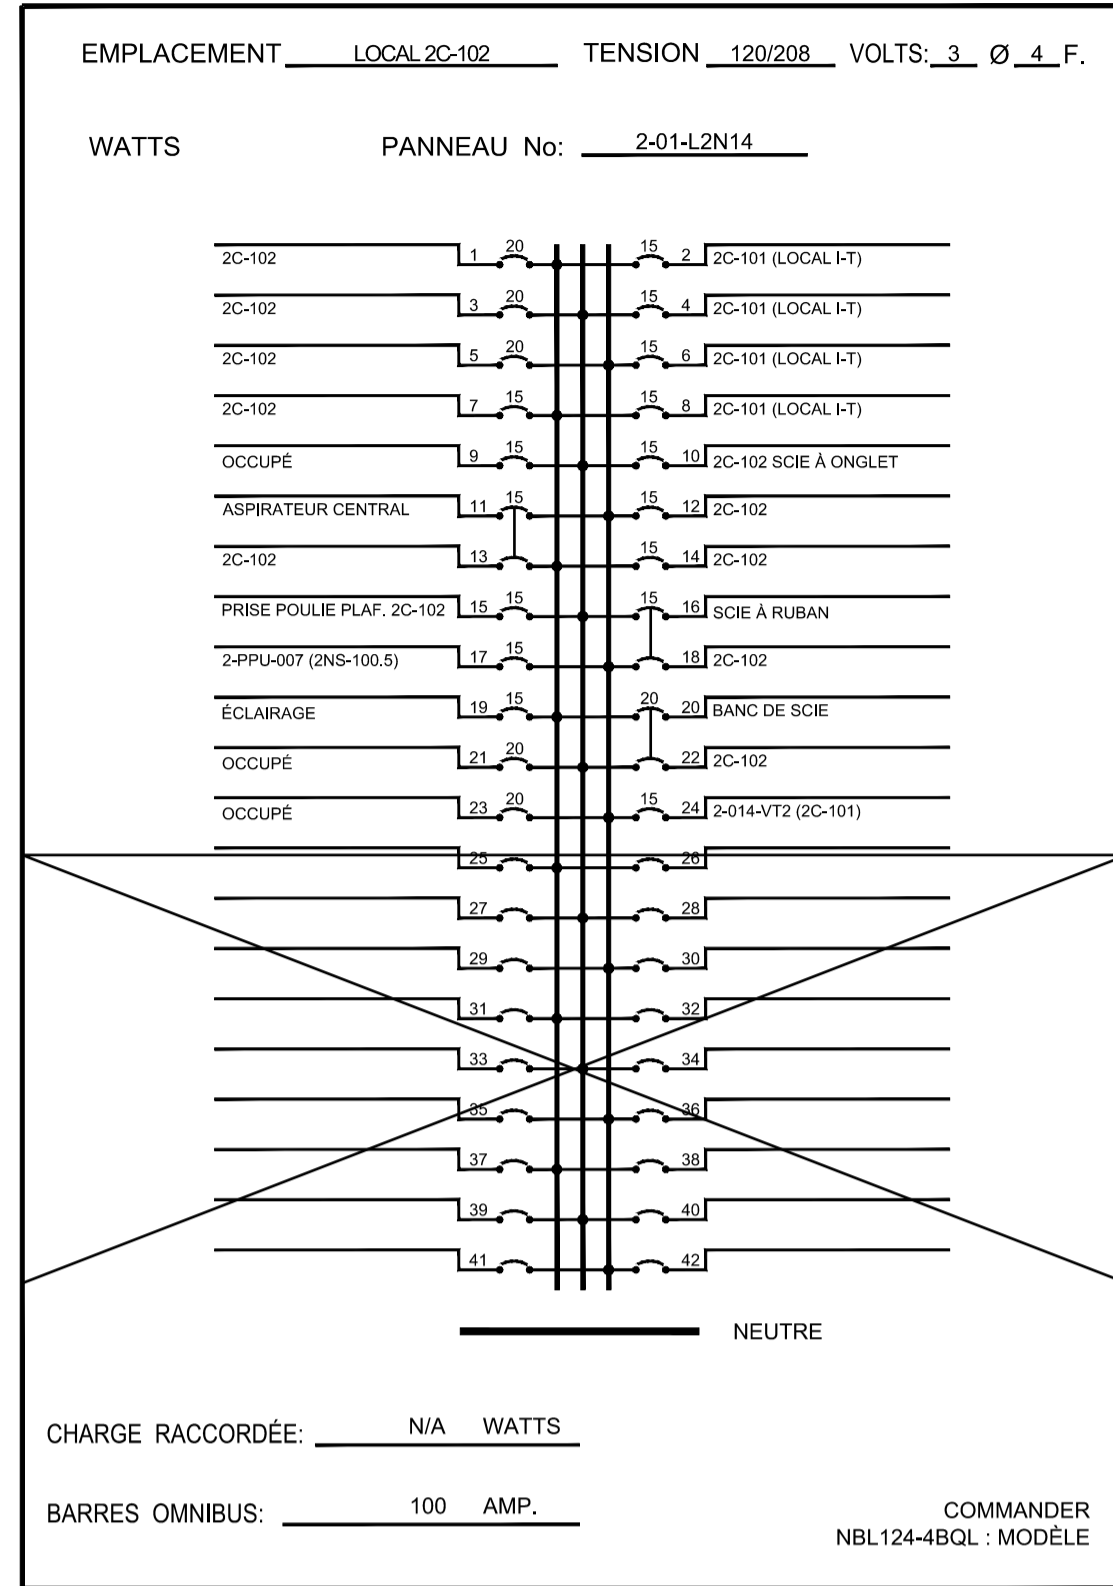 EMPLACEMENT LOCAL 2C-102 TENSION 120/208 VOLTS: 3 Ø 4 F.
WATTS PANNEAU No: 2-01-L2N14
2C-102 1 20 15 2 2C-101 (LOCAL I-T)
2C-102 3 20 15 4 2C-101 (LOCAL I-T)
2C-102 5 20 15 6 2C-101 (LOCAL I-T)
2C-102 7 15 15 8 2C-101 (LOCAL I-T)
OCCUPÉ 9 15 15 10 2C-102 SCIE À ONGLET
ASPIRATEUR CENTRAL 11 15 15 12 2C-102
2C-102 13 15 14 2C-102
PRISE POULIE PLAF. 2C-102 15 15 15 16 SCIE À RUBAN
2-PPU-007 (2NS-100.5) 17 15 18 2C-102
ÉCLAIRAGE 19 15 20 20 BANC DE SCIE
OCCUPÉ 21 20 22 2C-102
OCCUPÉ 23 20 15 24 2-014-VT2 (2C-101)
25 26
27 28
29 30
31 32
33 34
35 36
37 38
39 40
41 42
NEUTRE
CHARGE RACCORDÉE: N/A WATTS
BARRES OMNIBUS: 100 AMP.
COMMANDER
NBL124-4BQL : MODÈLE